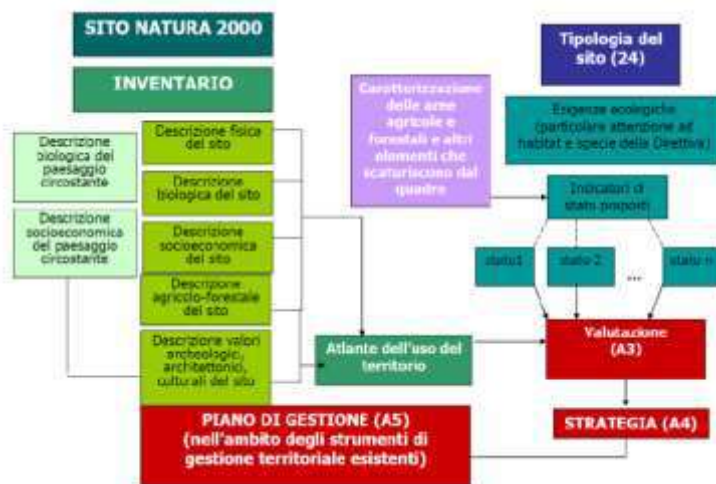 SITO NATURA 2000
INVENTARIO
Descrizione
biologica del
paesaggio
circostante
Descrizione
socioeconomica
del paesaggio
circostante
Descrizione fisica
del sito
Descrizione
biologica del sito
Descrizione
socioeconomica
del sito
Descrizione
agricolo-forestale
del sito
Descrizione valori
archeologici,
architettonici,
culturali del sito
Caratterizzazione
delle aree
agricole e
forestali e altri
elementi che
scaturiscono dal
quadro
Tipologia del
sito (24)
Esigenze ecologiche
(particolare attenzione ad
habitat e specie della Direttiva)
Indicatori di
stato proposti
stato1
stato 2
...
stato n
Atlante dell'uso del
territorio
Valutazione
(A3)
STRATEGIA (A4)
PIANO DI GESTIONE (A5)
(nell'ambito degli strumenti di
gestione territoriale esistenti)